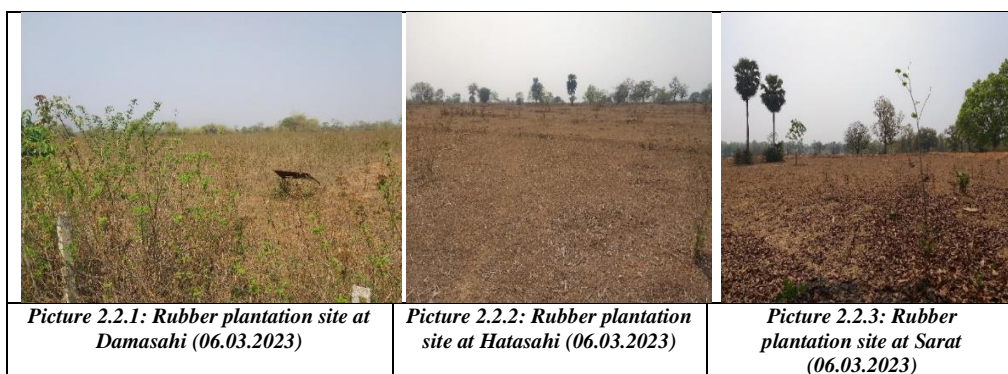 Picture 2.2.1: Rubber plantation site at
Damasahi (06.03.2023)
Picture 2.2.2: Rubber plantation
site at Hatasahi (06.03.2023)
Picture 2.2.3: Rubber
plantation site at Sarat
(06.03.2023)